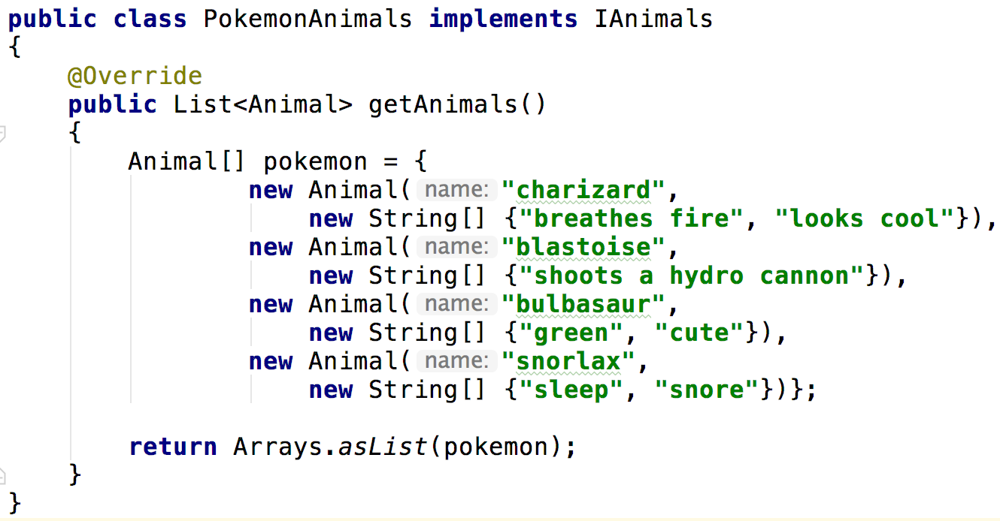 public class PokemonAnimals implements IAnimals
{
    @Override
    public List<Animal> getAnimals()
    {
        Animal[] pokemon = {
                new Animal( name: "charizard",
                    new String[] {"breathes fire", "looks cool"}),
                new Animal( name: "blastoise",
                    new String[] {"shoots a hydro cannon"}),
                new Animal( name: "bulbasaur",
                    new String[] {"green", "cute"}),
                new Animal( name: "snorlax",
                    new String[] {"sleep", "snore"})};

        return Arrays.asList(pokemon);
    }
}